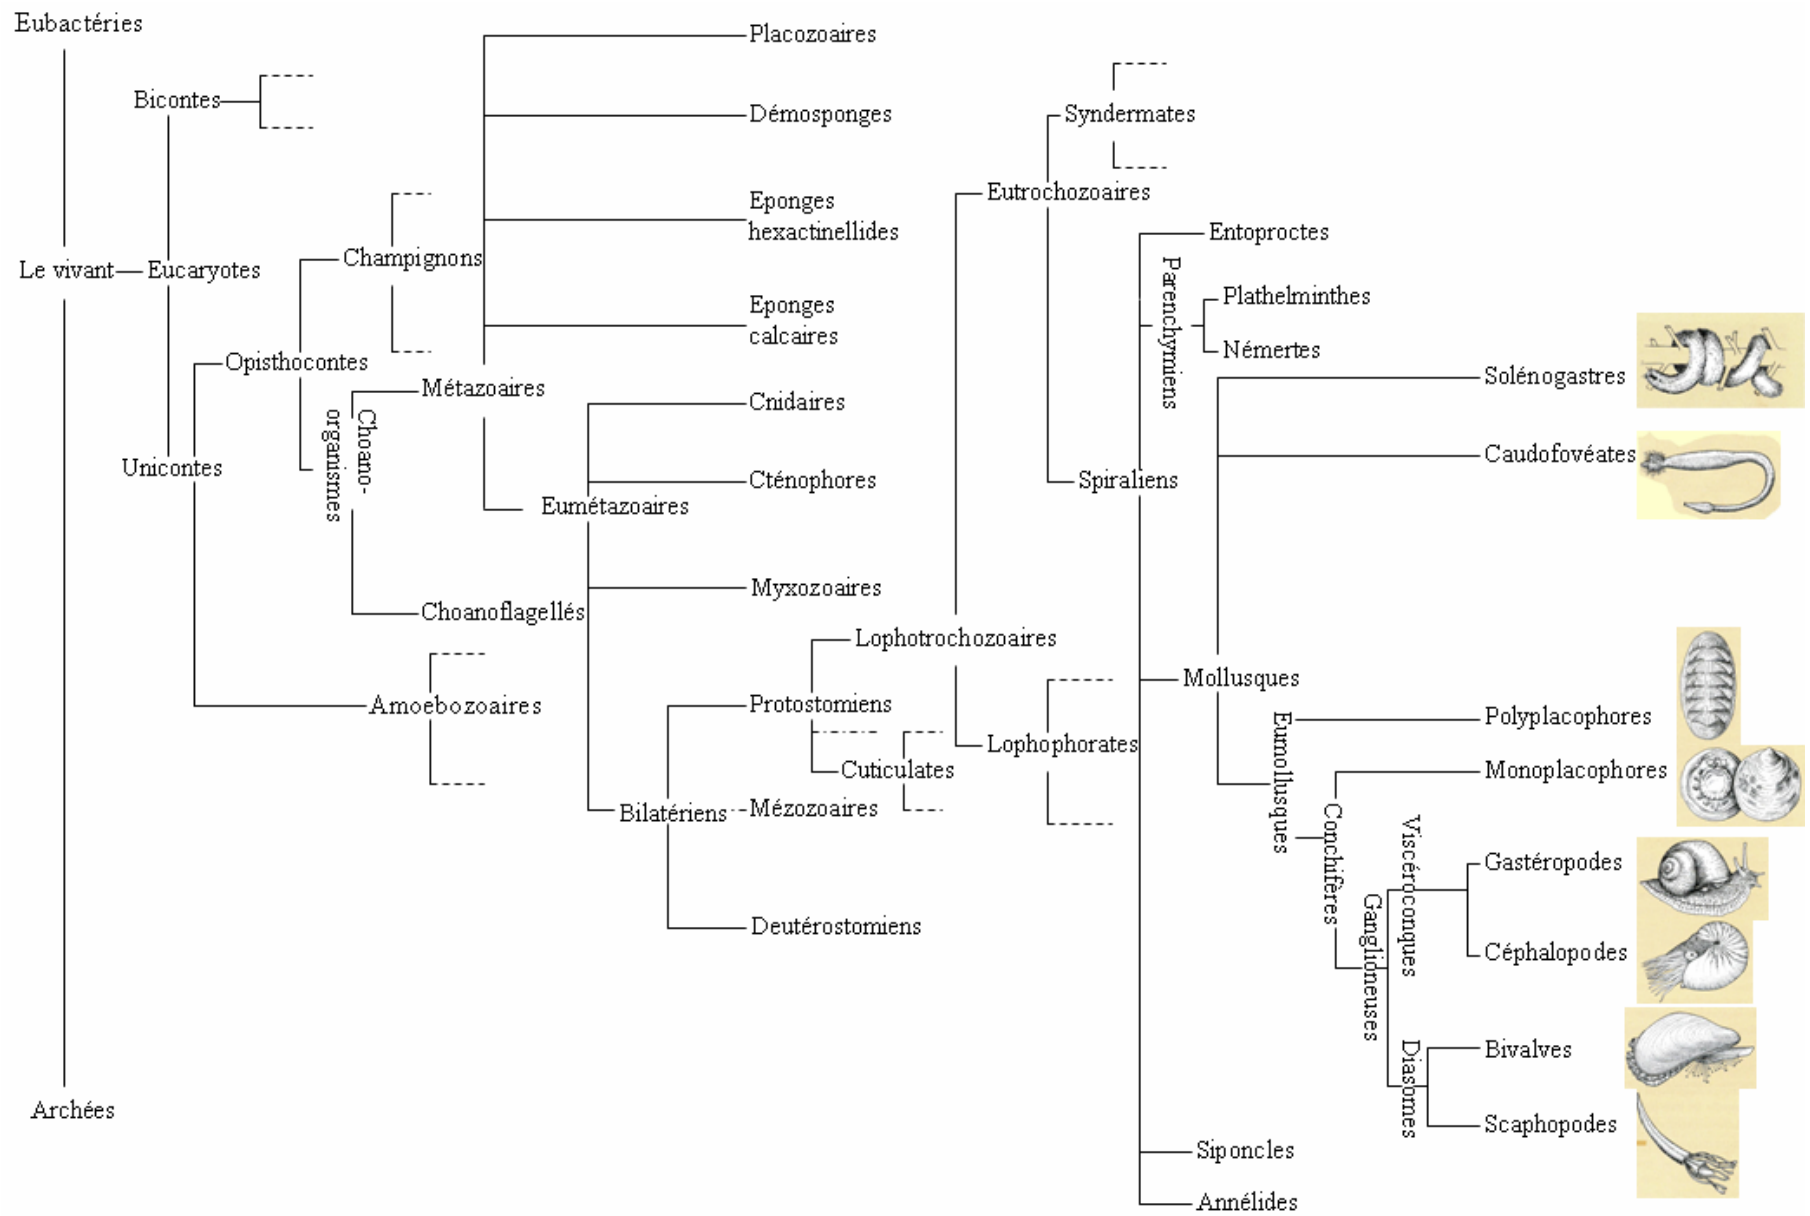 Eubactéries
Placozoaires
Bicontes
Démosponges
Syndermates
Eutrochozoaires
Eponges
hexactinellides
Entoproctes
Champignons
Le vivant
Eucaryotes
Parenchymiens
Plathelminthes
Eponges
calcaires
Némertes
Opisthocontes
Solénogastres
Métazoaires
Cnidaires
Choano-
organismes
Caudofovéates
Unicontes
Cténophores
Spiraliens
Eumétazoaires
Myxozoaires
Choanoflagellés
Lophotrochozoaires
Mollusques
Amoebozoaires
Protostomiens
Eumollusques
Polyplacophores
Lophophorates
Cuticulates
Monoplacophores
Bilatériens
Mézozoaires
Conchifères
Viscéroconques
Gastéropodes
Deutérostomiens
Ganglioneuses
Céphalopodes
Diasomes
Bivalves
Archées
Scaphopodes
Siponcles
Annélides